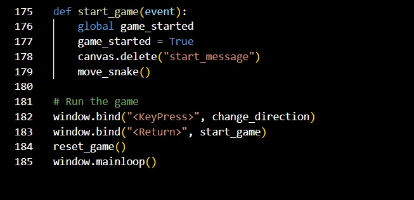 175 def start_game(event):
176     global game_started
177     game_started = True
178     canvas.delete("start_message")
179     move_snake()
180
181 # Run the game
182 window.bind("<KeyPress>", change_direction)
183 window.bind("<Return>", start_game)
184 reset_game()
185 window.mainloop()